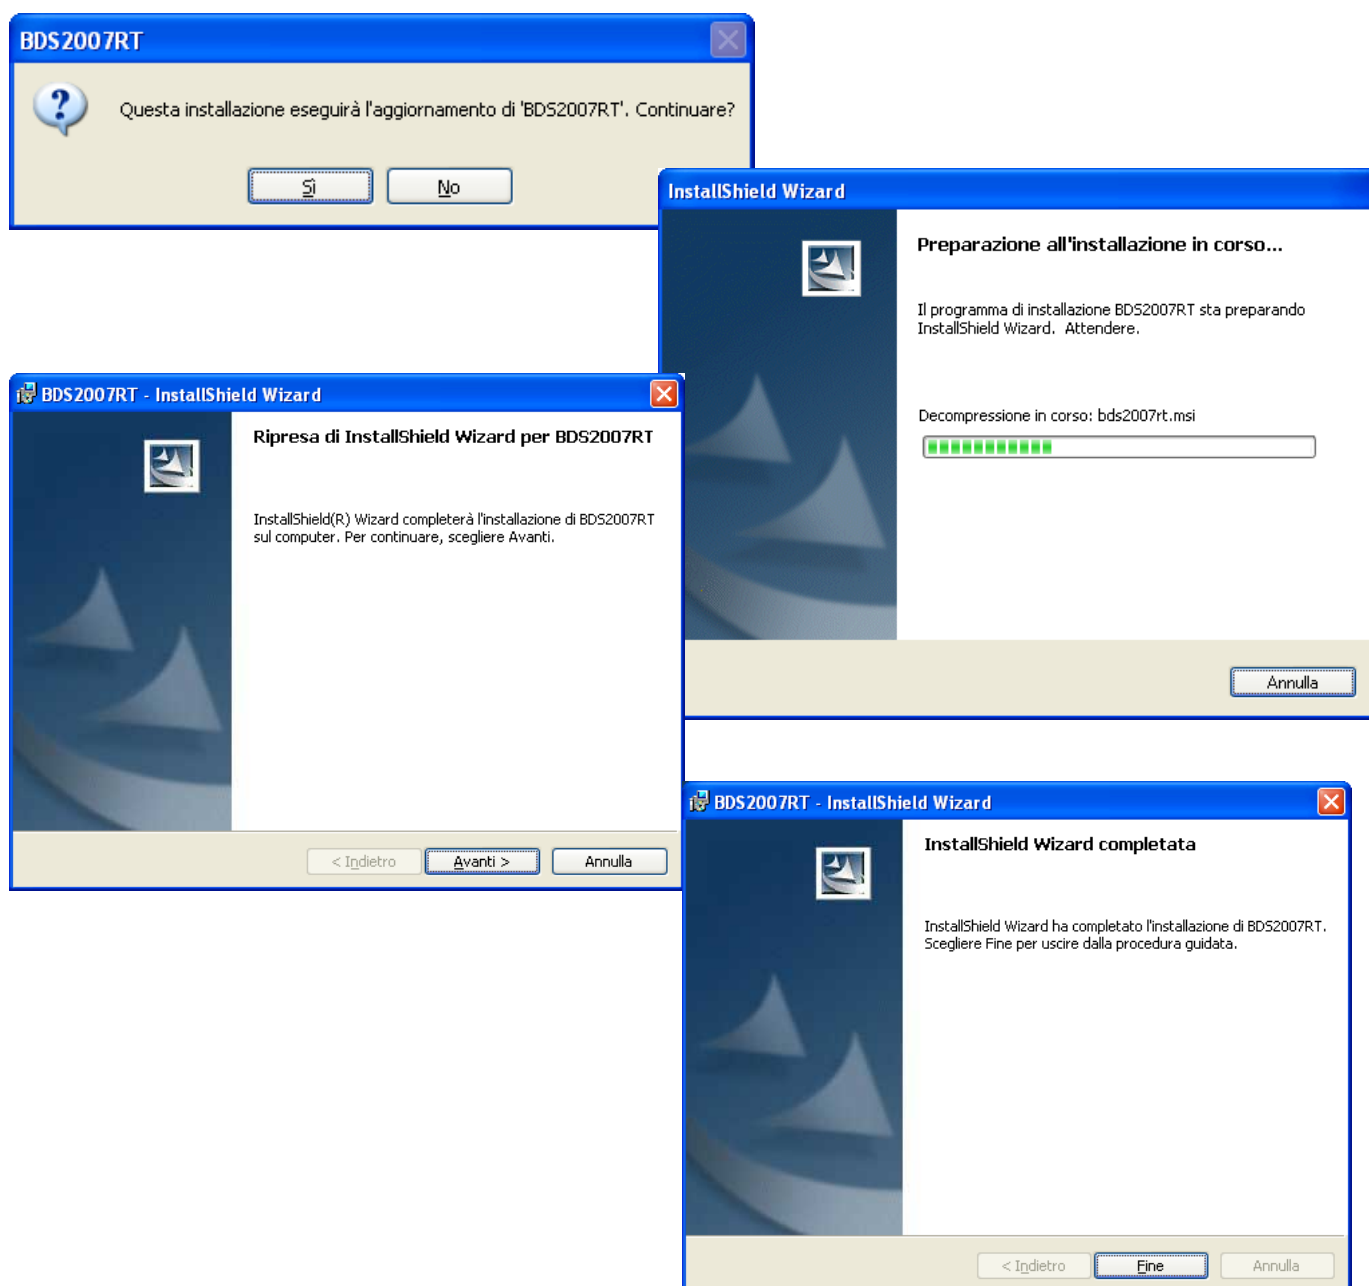 BDS2007RT
Questa installazione eseguirà l'aggiornamento di 'BDS2007RT'. Continuare?
Sì
No
InstallShield Wizard
Preparazione all'installazione in corso...
Il programma di installazione BDS2007RT sta preparando
InstallShield Wizard. Attendere.
Decompressione in corso: bds2007rt.msi
Annulla
BDS2007RT - InstallShield Wizard
Ripresa di InstallShield Wizard per BDS2007RT
InstallShield(R) Wizard completerà l'installazione di BDS2007RT
sul computer. Per continuare, scegliere Avanti.
< Indietro
Avanti >
Annulla
BDS2007RT - InstallShield Wizard
InstallShield Wizard completata
InstallShield Wizard ha completato l'installazione di BDS2007RT.
Scegliere Fine per uscire dalla procedura guidata.
< Indietro
Fine
Annulla